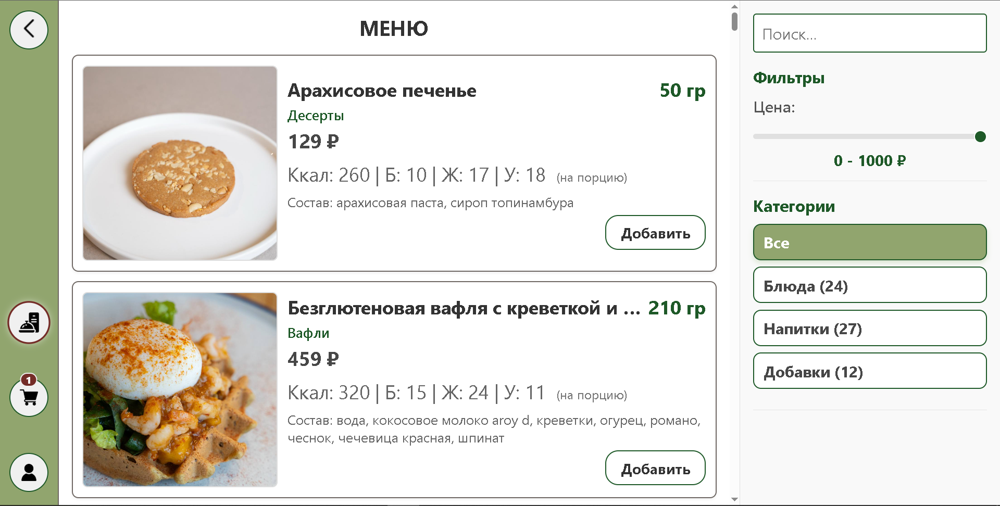 МЕНЮ
Арахисовое печенье 50 гр
Десерты
129 ₽
Ккал: 260 | Б: 10 | Ж: 17 | У: 18 (на порцию)
Состав: арахисовая паста, сироп топинамбура
Добавить
Безглютеновая вафля с креветкой и ... 210 гр
Вафли
459 ₽
Ккал: 320 | Б: 15 | Ж: 24 | У: 11 (на порцию)
Состав: вода, кокосовое молоко aroy d, креветки, огурец, романо,
чеснок, чечевица красная, шпинат
Добавить
1
Поиск...
Фильтры
Цена:
0 - 1000 ₽
Категории
Все
Блюда (24)
Напитки (27)
Добавки (12)